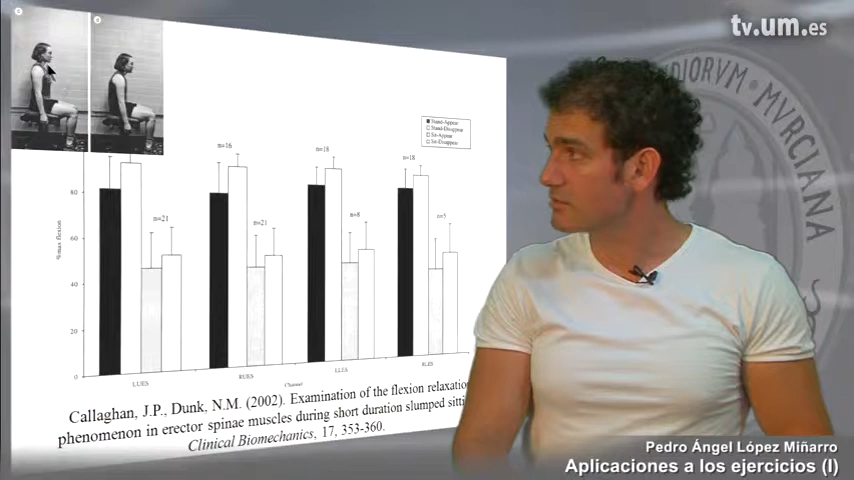 tv.um.es
Stand-Appear
Stand-Disappear
Sit-Appear
Sit-Disappear
n=16
n=18
n=18
n=21
n=21
n=8
n=5
%max flexion
80
60
40
20
0
LUES
RUES
LLES
RLES
Channel
Callaghan, J.P., Dunk, N.M. (2002). Examination of the flexion relaxation
phenomenon in erector spinae muscles during short duration slumped sitti
Clinical Biomechanics, 17, 353-360.
MVRCIANA
Pedro Ángel López Miñarro
Aplicaciones a los ejercicios (I)